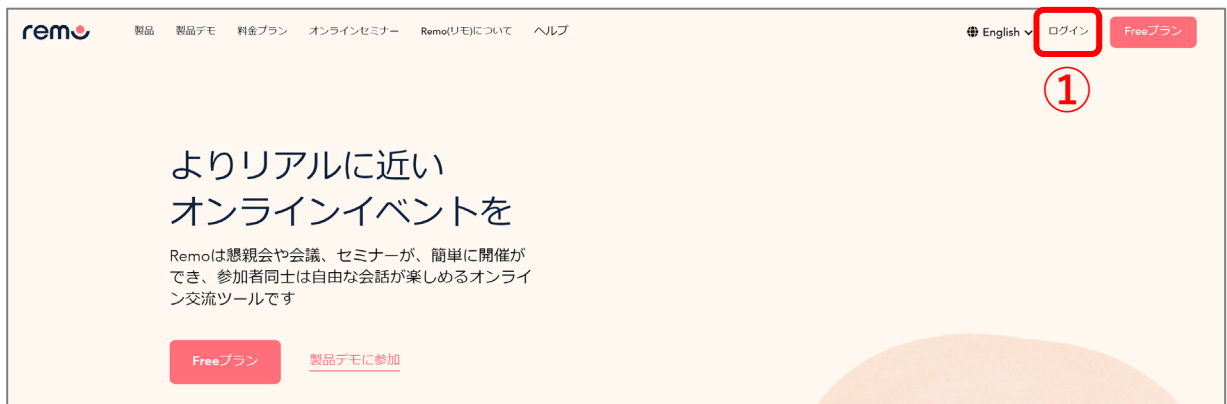 remo 製品 製品デモ 料金プラン オンラインセミナー Remo(リモ)について ヘルプ English ログイン Freeプラン
①
よりリアルに近い
オンラインイベントを
Remoは懇親会や会議、セミナーが、簡単に開催が
でき、参加者同士は自由な会話が楽しめるオンライ
ン交流ツールです
Freeプラン 製品デモに参加